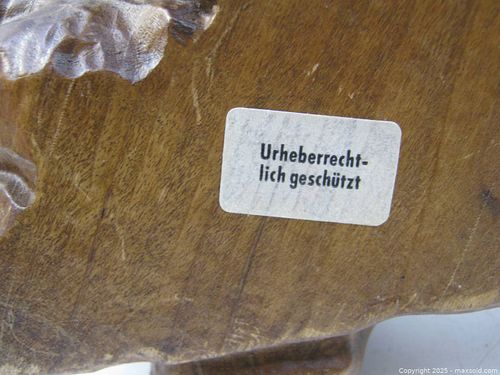 Urheberrecht-
lich geschützt
Copyright 2025 - maxsold.com